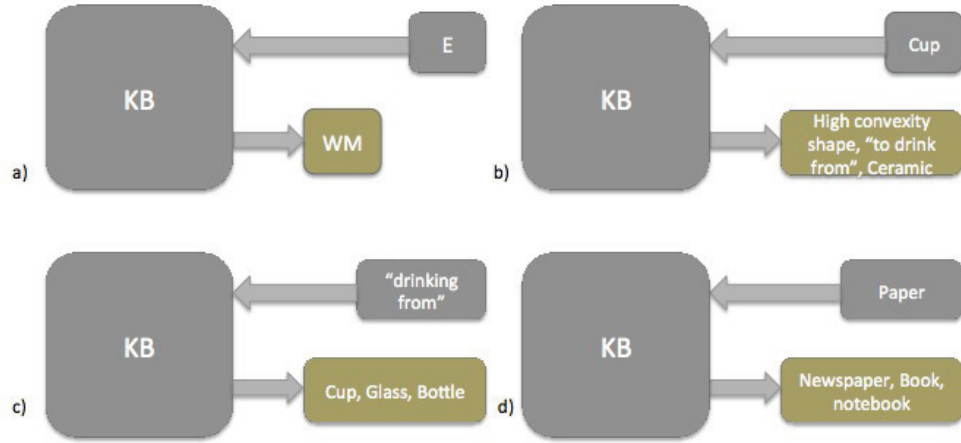 KB
E
WM
a)
KB
Cup
High convexity
shape, "to drink
from", Ceramic
b)
KB
"drinking
from"
Cup, Glass, Bottle
c)
KB
Paper
Newspaper, Book,
notebook
d)